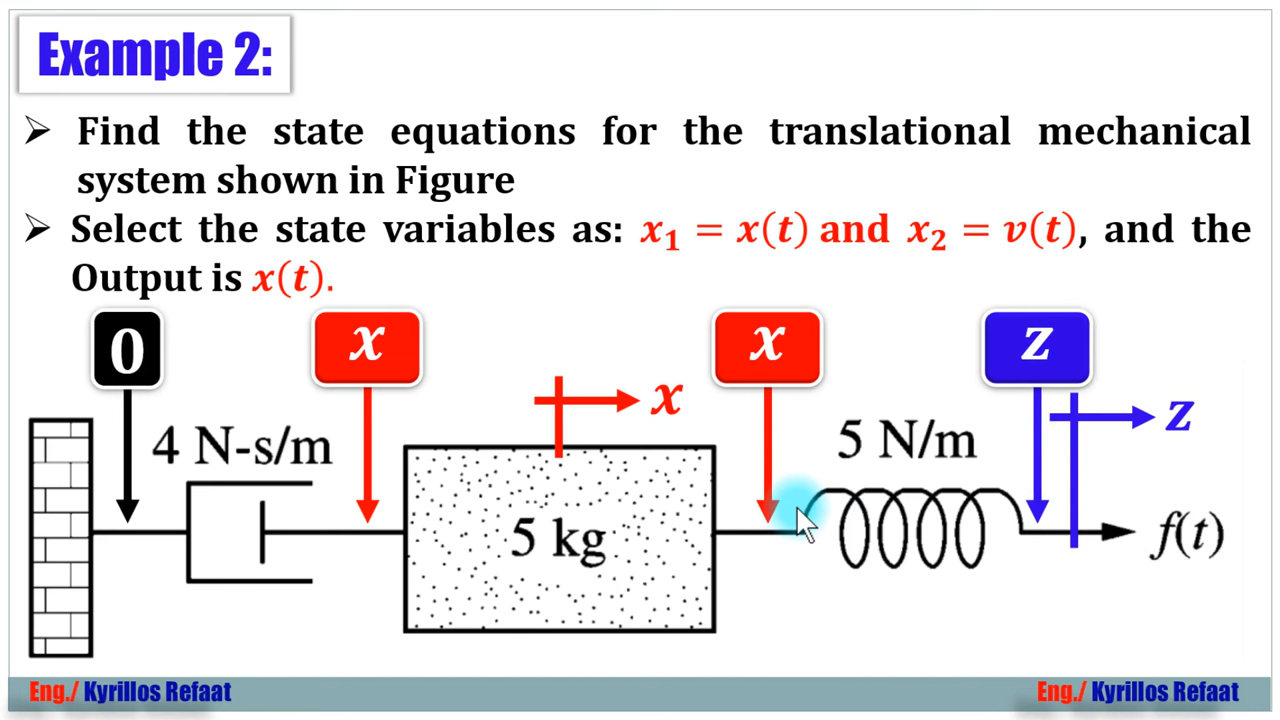 Example 2:
➢ Find the state equations for the translational mechanical
system shown in Figure
➢ Select the state variables as: x₁ = x(t) and x₂ = v(t), and the
Output is x(t).
0 x x z
x z
4 N-s/m 5 N/m
5 kg f(t)
Eng./ Kyrillos Refaat Eng./ Kyrillos Refaat